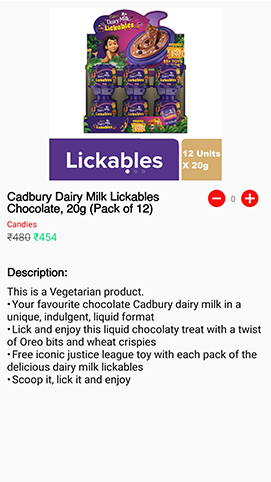 Cadbury
Dairy Milk
Lickables
Lickables
12 Units
X 20g
Cadbury Dairy Milk Lickables
Chocolate, 20g (Pack of 12)
0
Candies
₹480 ₹454
Description:
This is a Vegetarian product.
•Your favourite chocolate Cadbury dairy milk in a
unique, indulgent, liquid format
•Lick and enjoy this liquid chocolaty treat with a twist
of Oreo bits and wheat crispies
•Free iconic justice league toy with each pack of the
delicious dairy milk lickables
•Scoop it, lick it and enjoy